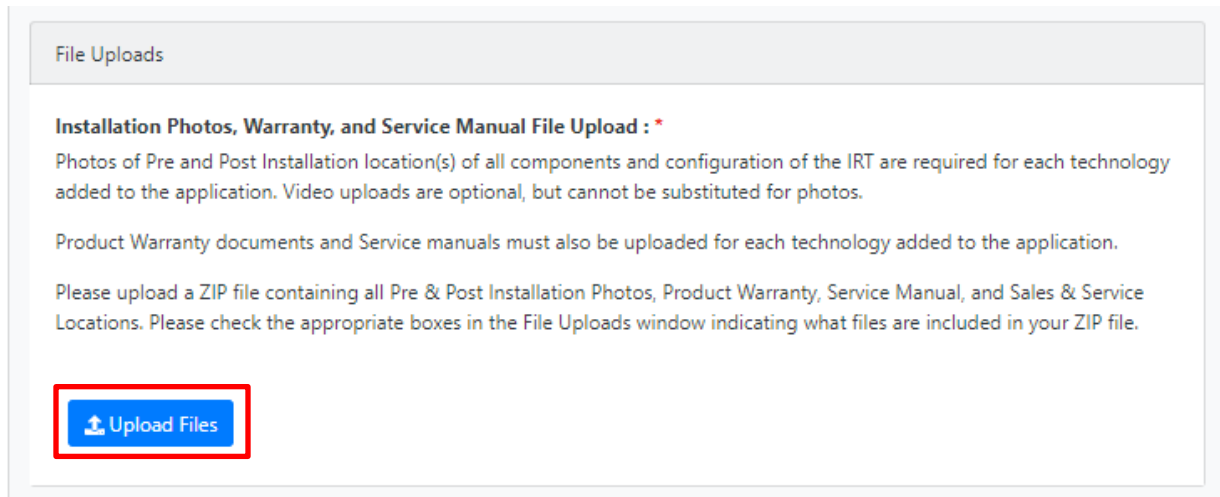 File Uploads
Installation Photos, Warranty, and Service Manual File Upload : *
Photos of Pre and Post Installation location(s) of all components and configuration of the IRT are required for each technology
added to the application. Video uploads are optional, but cannot be substituted for photos.
Product Warranty documents and Service manuals must also be uploaded for each technology added to the application.
Please upload a ZIP file containing all Pre & Post Installation Photos, Product Warranty, Service Manual, and Sales & Service
Locations. Please check the appropriate boxes in the File Uploads window indicating what files are included in your ZIP file.
Upload Files